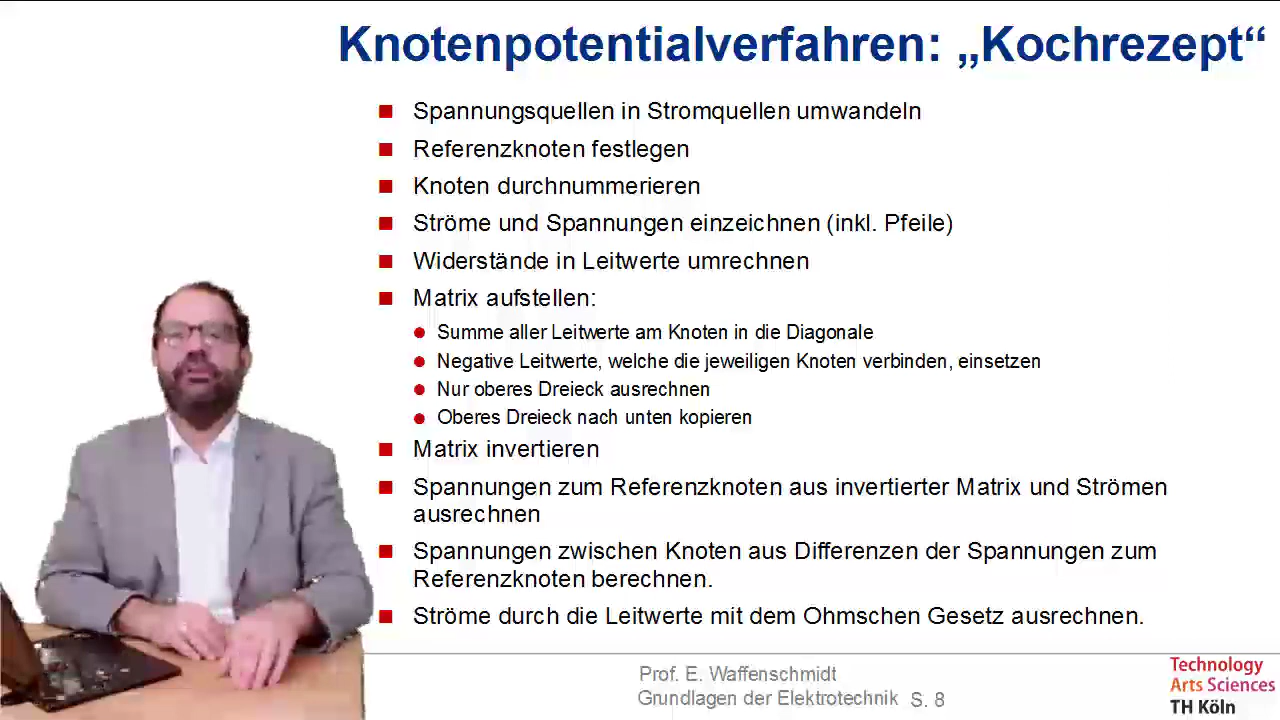 Knotenpotentialverfahren: „Kochrezept“
Spannungsquellen in Stromquellen umwandeln
Referenzknoten festlegen
Knoten durchnummerieren
Ströme und Spannungen einzeichnen (inkl. Pfeile)
Widerstände in Leitwerte umrechnen
Matrix aufstellen:
Summe aller Leitwerte am Knoten in die Diagonale
Negative Leitwerte, welche die jeweiligen Knoten verbinden, einsetzen
Nur oberes Dreieck ausrechnen
Oberes Dreieck nach unten kopieren
Matrix invertieren
Spannungen zum Referenzknoten aus invertierter Matrix und Strömen
ausrechnen
Spannungen zwischen Knoten aus Differenzen der Spannungen zum
Referenzknoten berechnen.
Ströme durch die Leitwerte mit dem Ohmschen Gesetz ausrechnen.
Prof. E. Waffenschmidt
Grundlagen der Elektrotechnik S. 8
Technology
Arts Sciences
TH Köln